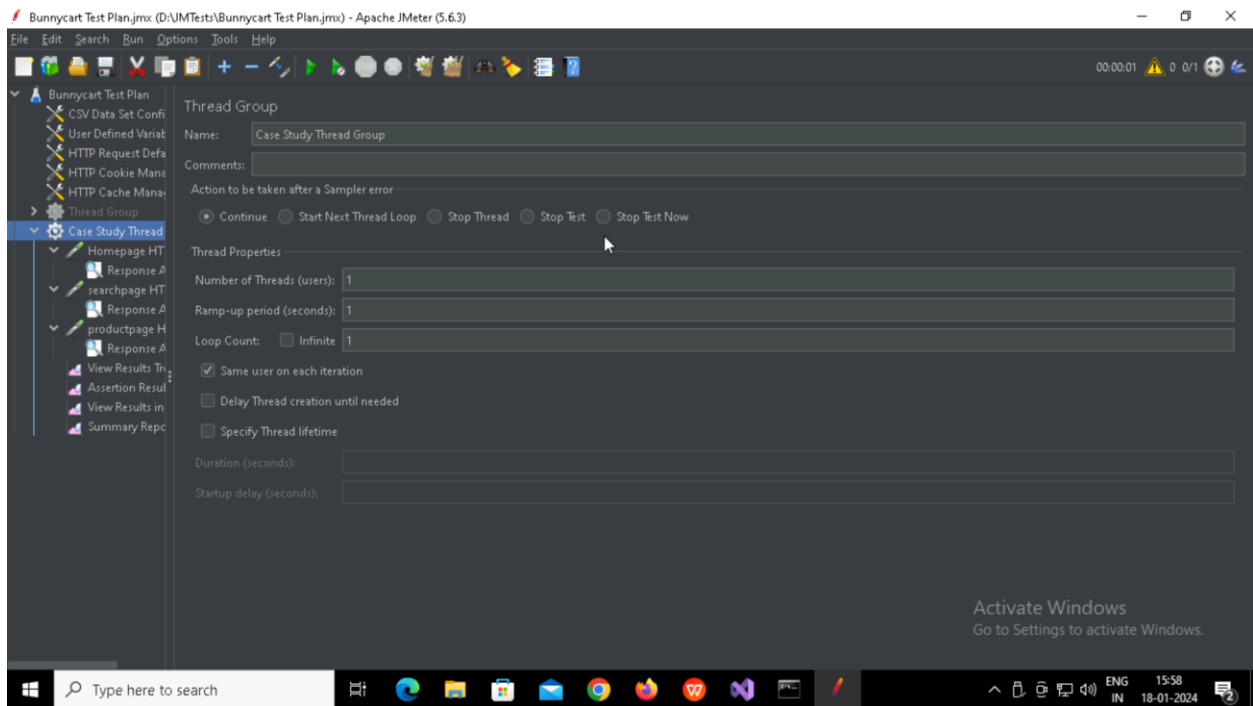 Bunnycart Test Plan.jmx (D:\JMTests\Bunnycart Test Plan.jmx) - Apache JMeter (5.6.3)
File Edit Search Run Options Tools Help
00:00:01 0 0/1
Bunnycart Test Plan
CSV Data Set Confi
User Defined Variab
HTTP Request Defa
HTTP Cookie Mana
HTTP Cache Mana
Thread Group
Case Study Thread
Homepage HT
Response A
searchpage HT
Response A
productpage H
Response A
View Results Tr
Assertion Resul
View Results in
Summary Repo
Thread Group
Name: Case Study Thread Group
Comments:
Action to be taken after a Sampler error
Continue Start Next Thread Loop Stop Thread Stop Test Stop Test Now
Thread Properties
Number of Threads (users): 1
Ramp-up period (seconds): 1
Loop Count: Infinite 1
Same user on each iteration
Delay Thread creation until needed
Specify Thread lifetime
Duration (seconds):
Startup delay (seconds):
Activate Windows
Go to Settings to activate Windows.
Type here to search
ENG
IN
15:58
18-01-2024
2